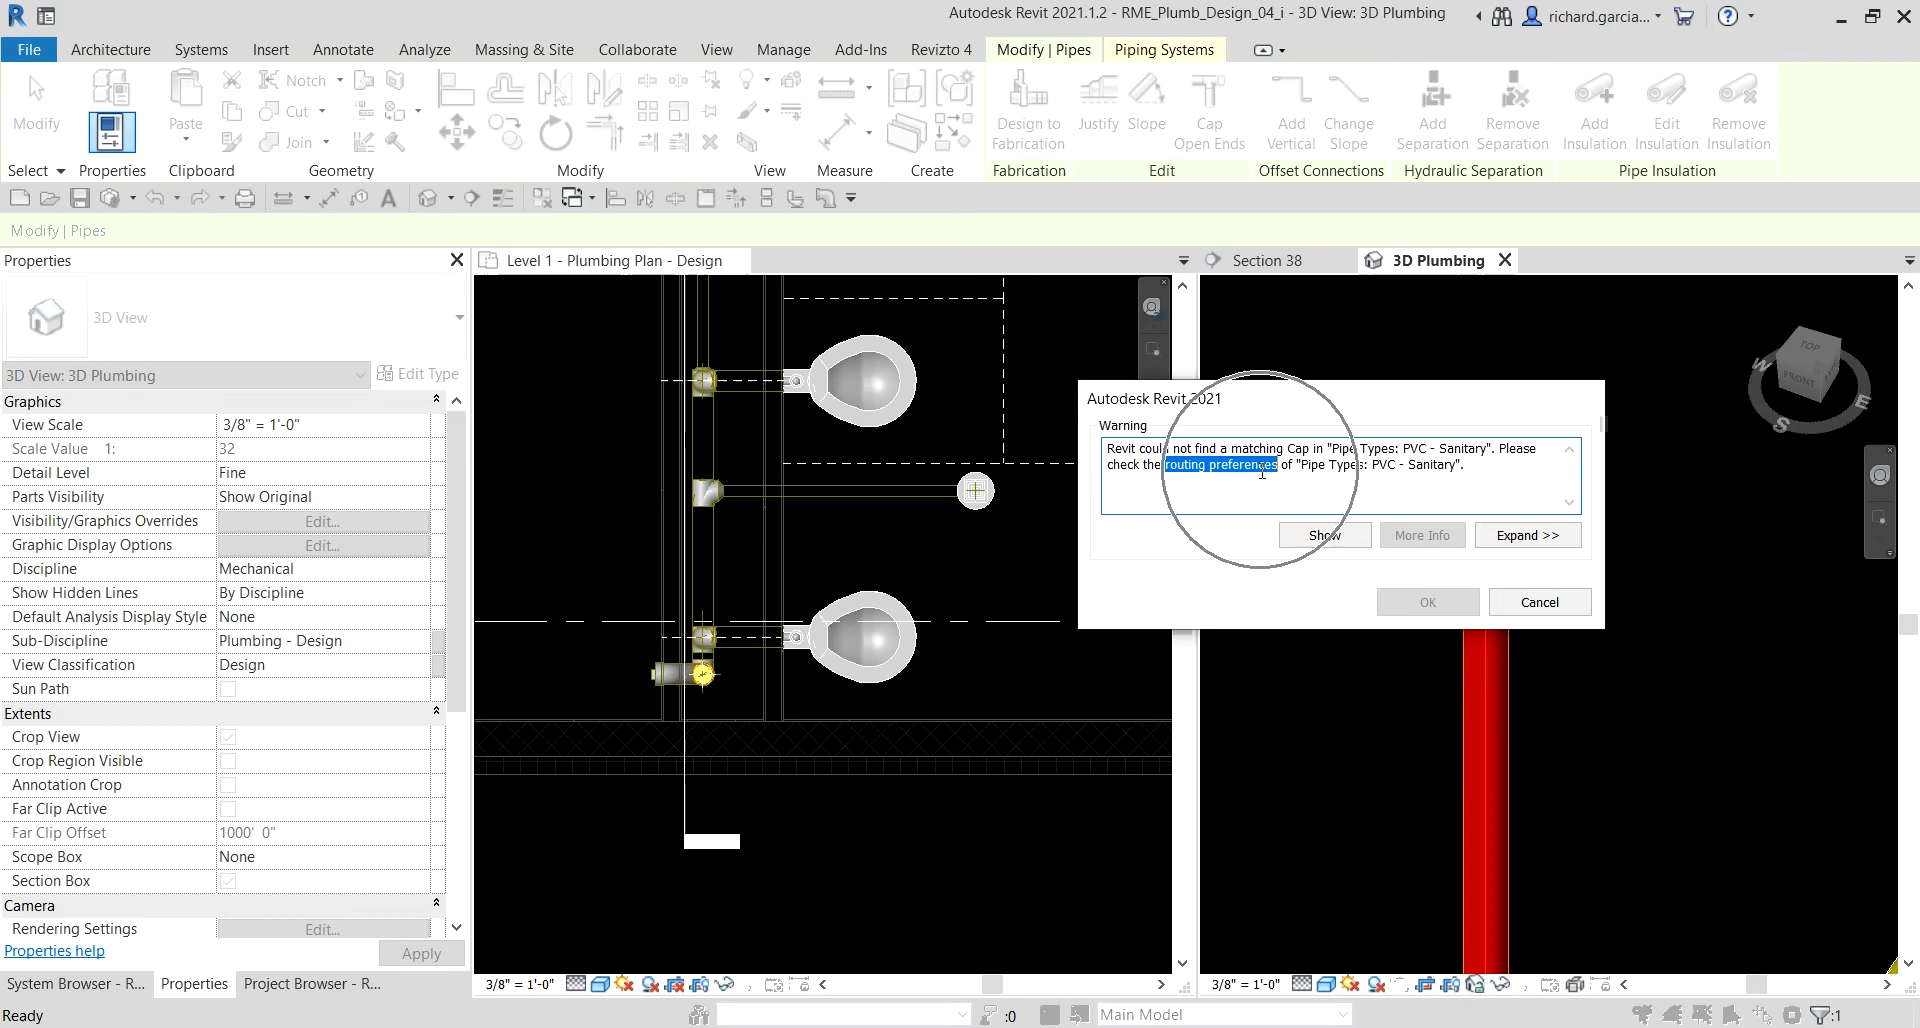 Autodesk Revit 2021.1.2 - RME_Plumb_Design_04_i - 3D View: 3D Plumbing
richard.garcia...
File Architecture Systems Insert Annotate Analyze Massing & Site Collaborate View Manage Add-Ins Revizto 4 Modify | Pipes Piping Systems
Modify
Paste
Notch
Cut
Join
Design to Fabrication
Justify
Slope
Cap Open Ends
Add Vertical
Change Slope
Add Separation
Remove Separation
Add Insulation
Edit Insulation
Remove Insulation
Select Properties Clipboard Geometry Modify View Measure Create Fabrication Edit Offset Connections Hydraulic Separation Pipe Insulation
Modify | Pipes
Properties
3D View
3D View: 3D Plumbing Edit Type
Graphics
View Scale 3/8" = 1'-0"
Scale Value 1: 32
Detail Level Fine
Parts Visibility Show Original
Visibility/Graphics Overrides Edit...
Graphic Display Options Edit...
Discipline Mechanical
Show Hidden Lines By Discipline
Default Analysis Display Style None
Sub-Discipline Plumbing - Design
View Classification Design
Sun Path
Extents
Crop View
Crop Region Visible
Annotation Crop
Far Clip Active
Far Clip Offset 1000' 0"
Scope Box None
Section Box
Camera
Rendering Settings Edit...
Properties help Apply
System Browser - R... Properties Project Browser - R...
Level 1 - Plumbing Plan - Design
Section 38
3D Plumbing
TOP
FRONT
W
S
E
Autodesk Revit 2021
Warning
Revit could not find a matching Cap in "Pipe Types: PVC - Sanitary". Please
check the routing preferences of "Pipe Types: PVC - Sanitary".
Show More Info Expand >>
OK Cancel
3/8" = 1'-0"
3/8" = 1'-0"
Ready
:0
Main Model
:1